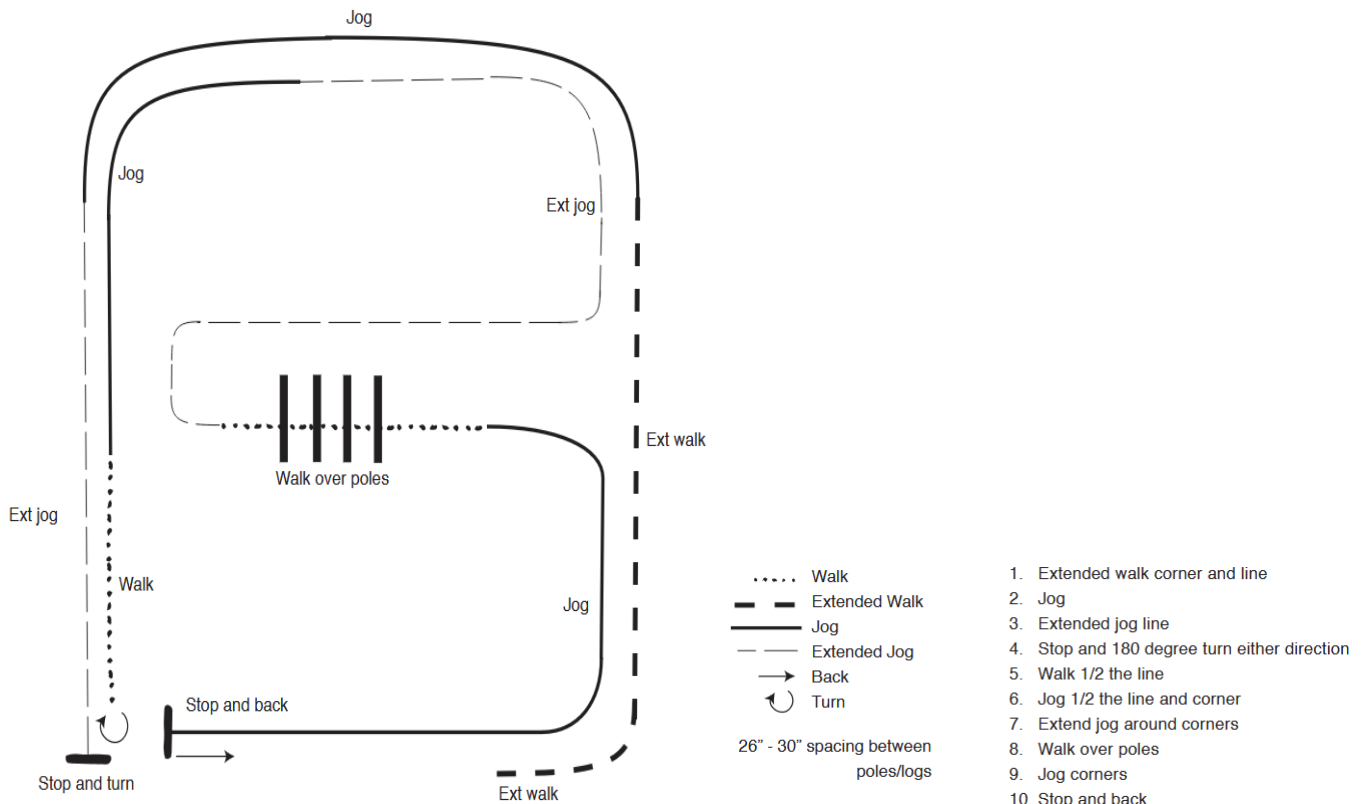 Jog
Jog
Ext jog
Ext walk
Walk over poles
Ext jog
Walk
Jog
Stop and back
Stop and turn
Ext walk
Walk
Extended Walk
Jog
Extended Jog
Back
Turn
26” - 30” spacing between
poles/logs
1. Extended walk corner and line
2. Jog
3. Extended jog line
4. Stop and 180 degree turn either direction
5. Walk 1/2 the line
6. Jog 1/2 the line and corner
7. Extend jog around corners
8. Walk over poles
9. Jog corners
10. Stop and back